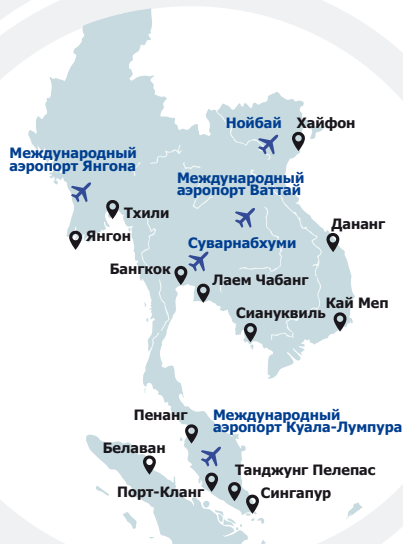 Нойбай
Хайфон
Международный
аэропорт Янгона
Международный
аэропорт Ваттай
Тхили
Янгон
Дананг
Суварнабхуми
Бангкок
Лаем Чабанг
Сиануквиль
Кай Меп
Пенанг
Международный
аэропорт Куала-Лумпура
Белаван
Танджунг Пелепас
Порт-Кланг
Сингапур